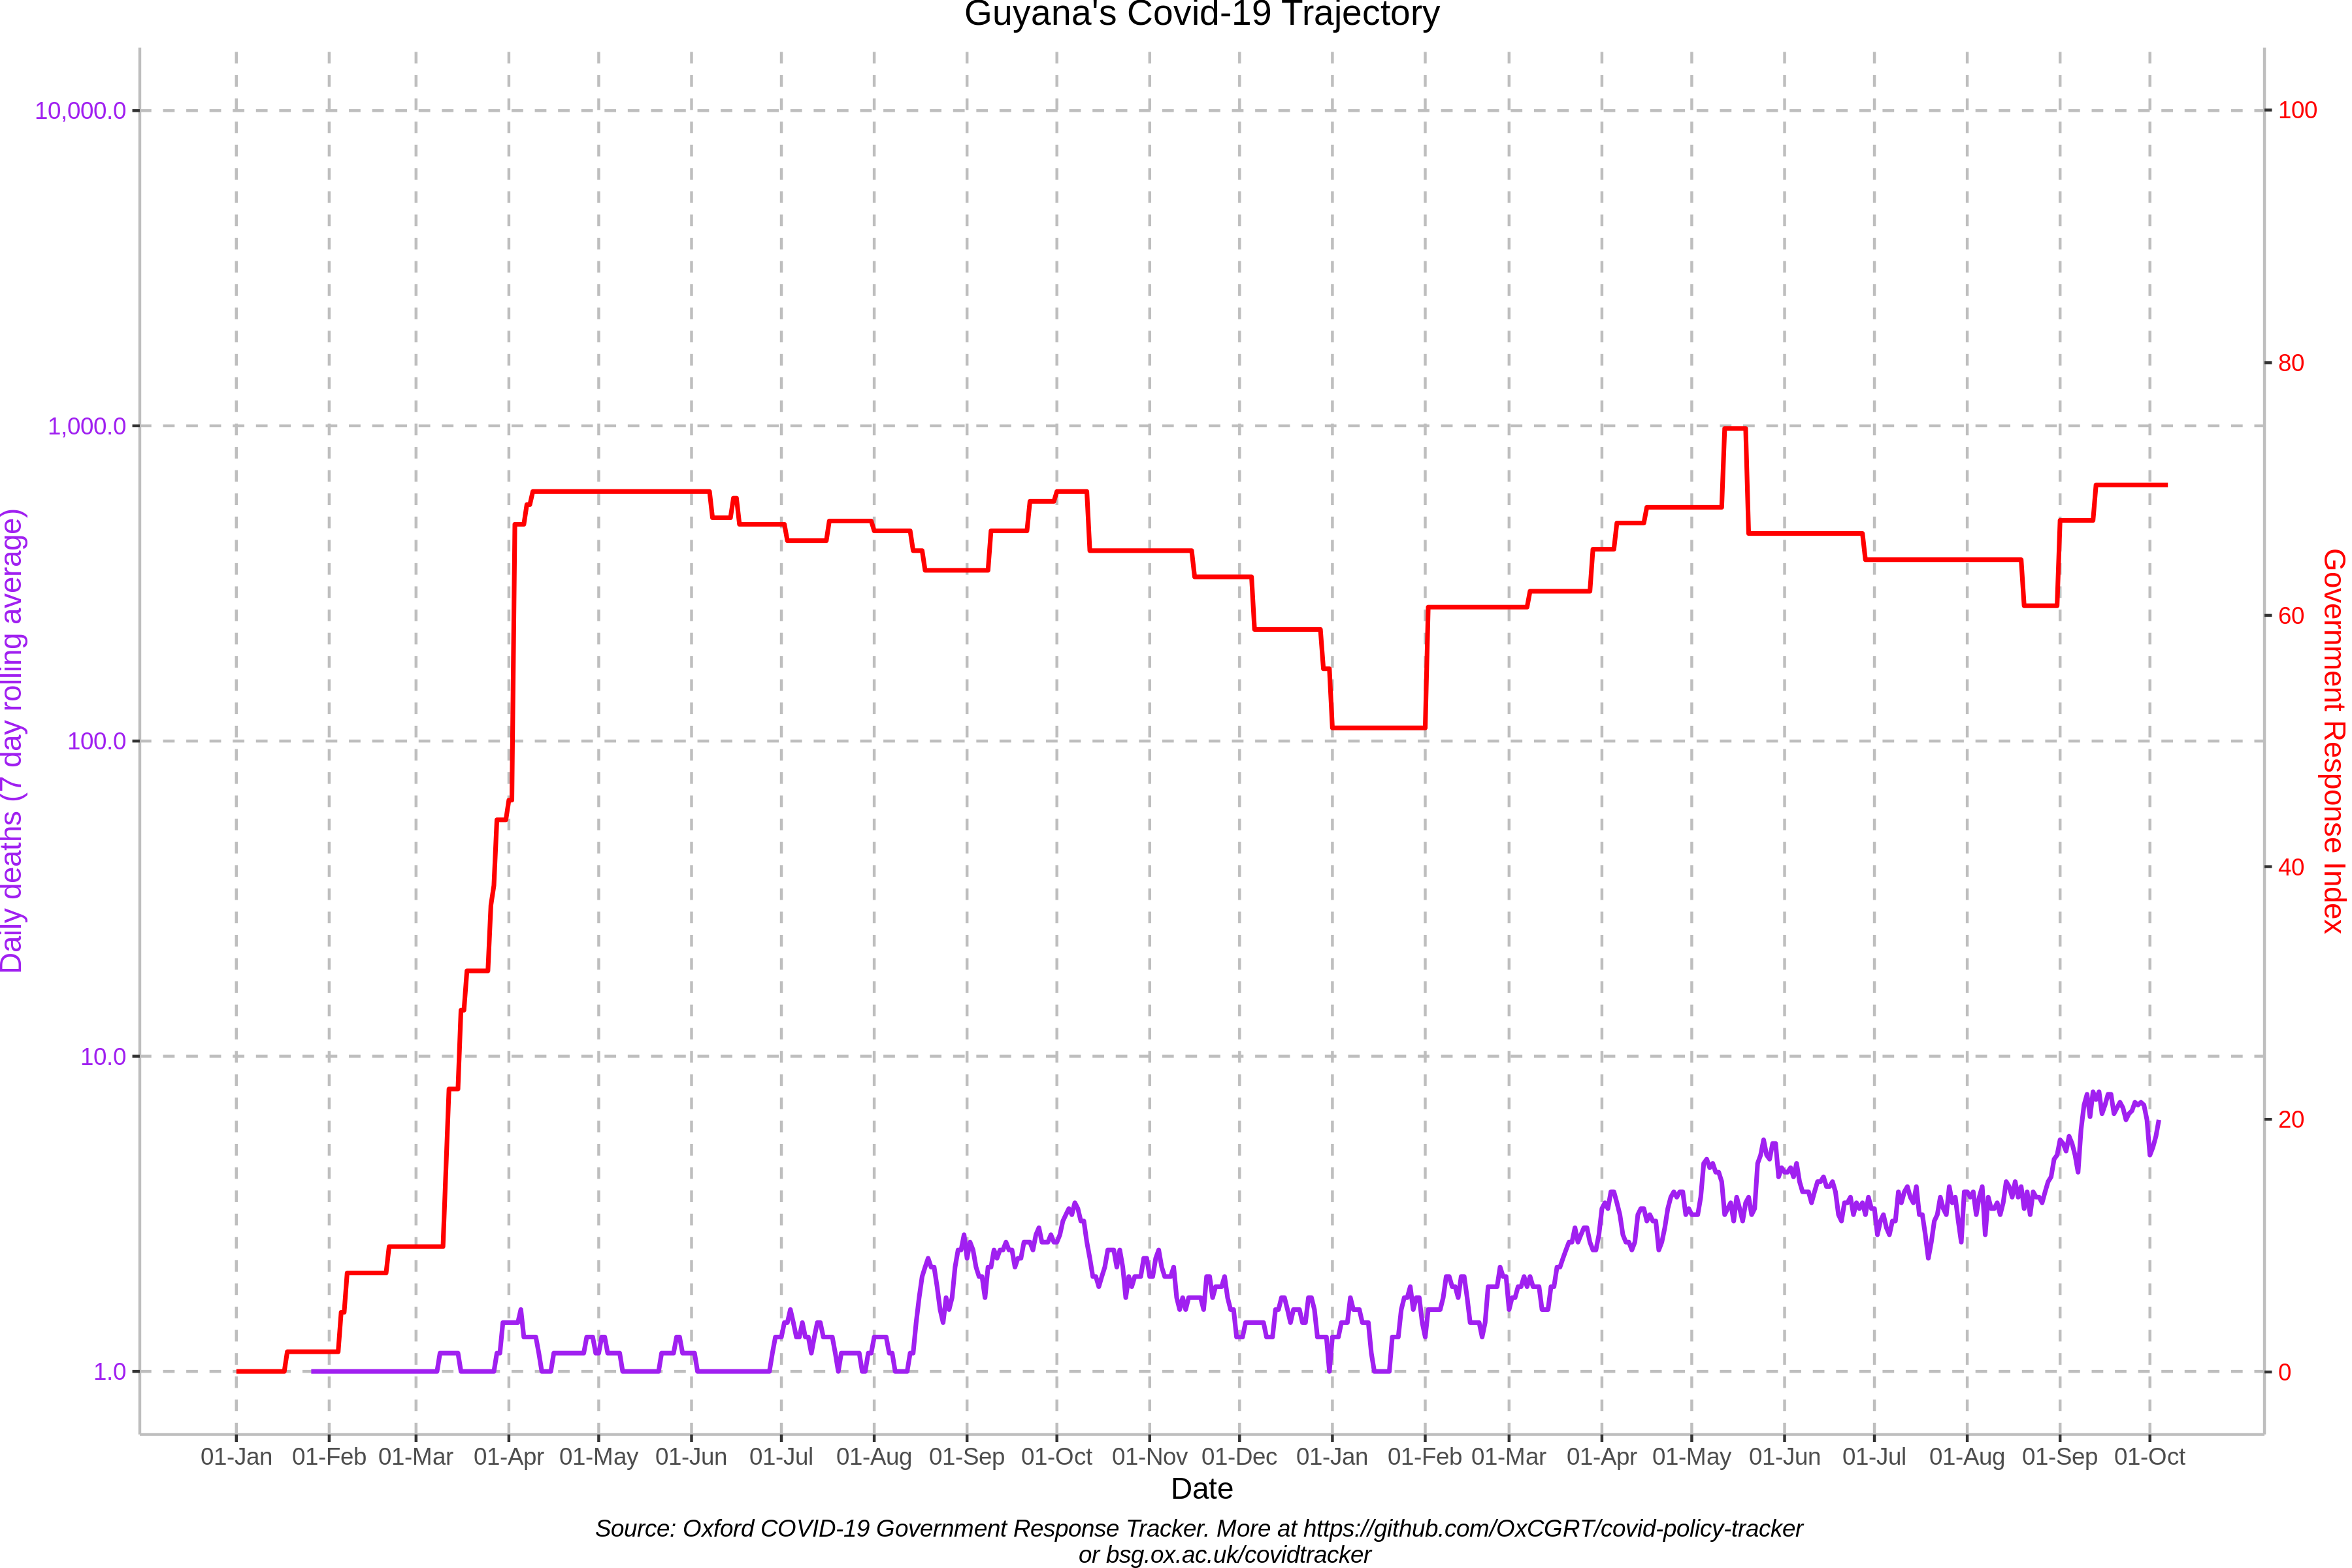 Guyana's Covid-19 Trajectory
10,000.0
1,000.0
100.0
10.0
1.0
Daily deaths (7 day rolling average)
100
80
60
40
20
0
Government Response Index
01-Jan 01-Feb 01-Mar 01-Apr 01-May 01-Jun 01-Jul 01-Aug 01-Sep 01-Oct 01-Nov 01-Dec 01-Jan 01-Feb 01-Mar 01-Apr 01-May 01-Jun 01-Jul 01-Aug 01-Sep 01-Oct
Date
Source: Oxford COVID-19 Government Response Tracker. More at https://github.com/OxCGRT/covid-policy-tracker
or bsg.ox.ac.uk/covidtracker